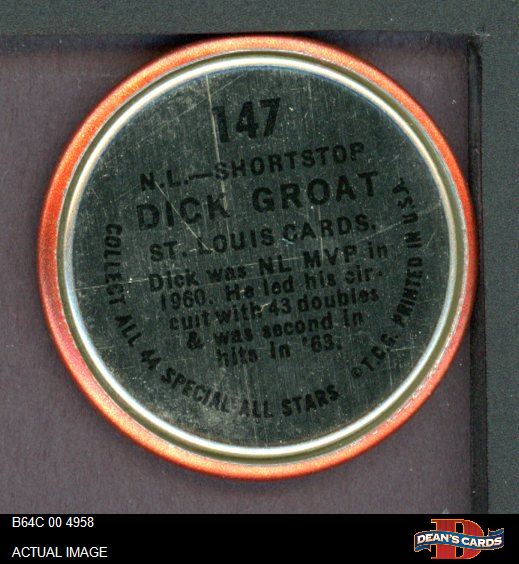 147
N.L.—SHORTSTOP
DICK GROAT
ST. LOUIS CARDS.
Dick was NL MVP in
1960. He led his cir-
cuit with 43 doubles
& was second in
hits in '63.
COLLECT ALL 44 SPECIAL ALL STARS ©T.C.G. PRINTED IN U.S.A.
B64C 00 4958
ACTUAL IMAGE
D
DEAN'S CARDS